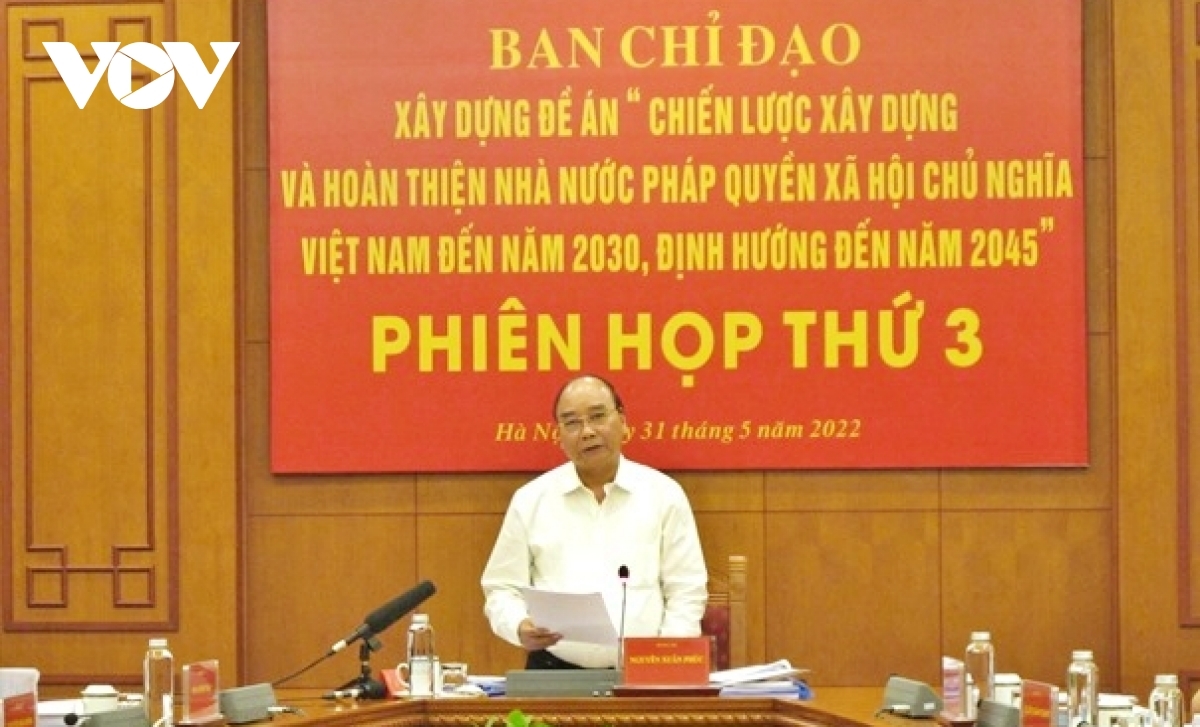 VOV
BAN CHỈ ĐẠO
XÂY DỰNG ĐỀ ÁN “ CHIẾN LƯỢC XÂY DỰNG
VÀ HOÀN THIỆN NHÀ NƯỚC PHÁP QUYỀN XÃ HỘI CHỦ NGHĨA
VIỆT NAM ĐẾN NĂM 2030, ĐỊNH HƯỚNG ĐẾN NĂM 2045”
PHIÊN HỌP THỨ 3
Hà Nộ y 31 tháng 5 năm 2022
NGUYỄN XUÂN PHÚC